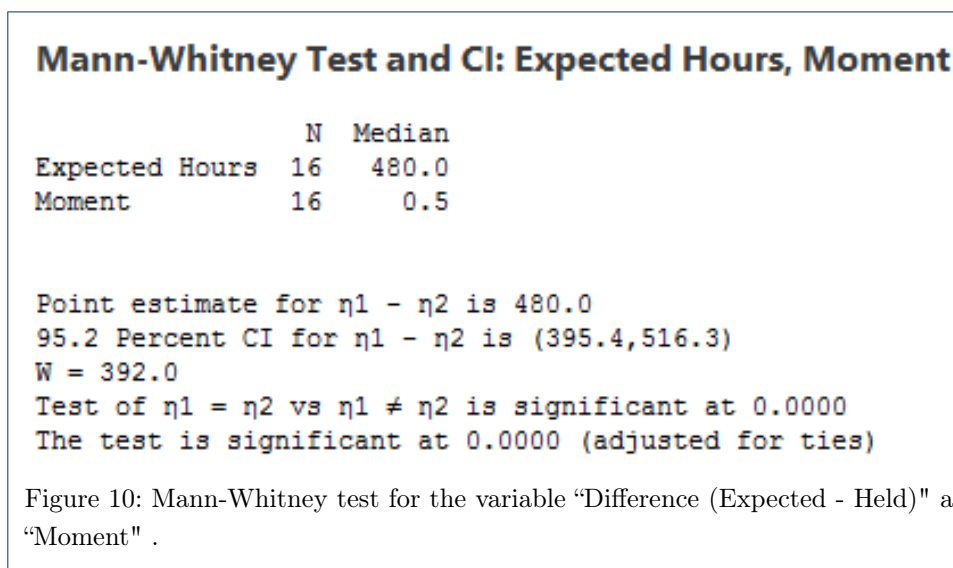 Mann-Whitney Test and CI: Expected Hours, Moment
N Median
Expected Hours 16 480.0
Moment 16 0.5
Point estimate for η1 - η2 is 480.0
95.2 Percent CI for η1 - η2 is (395.4,516.3)
W = 392.0
Test of η1 = η2 vs η1 ≠ η2 is significant at 0.0000
The test is significant at 0.0000 (adjusted for ties)
Figure 10: Mann-Whitney test for the variable “Difference (Expected - Held)" a
“Moment" .